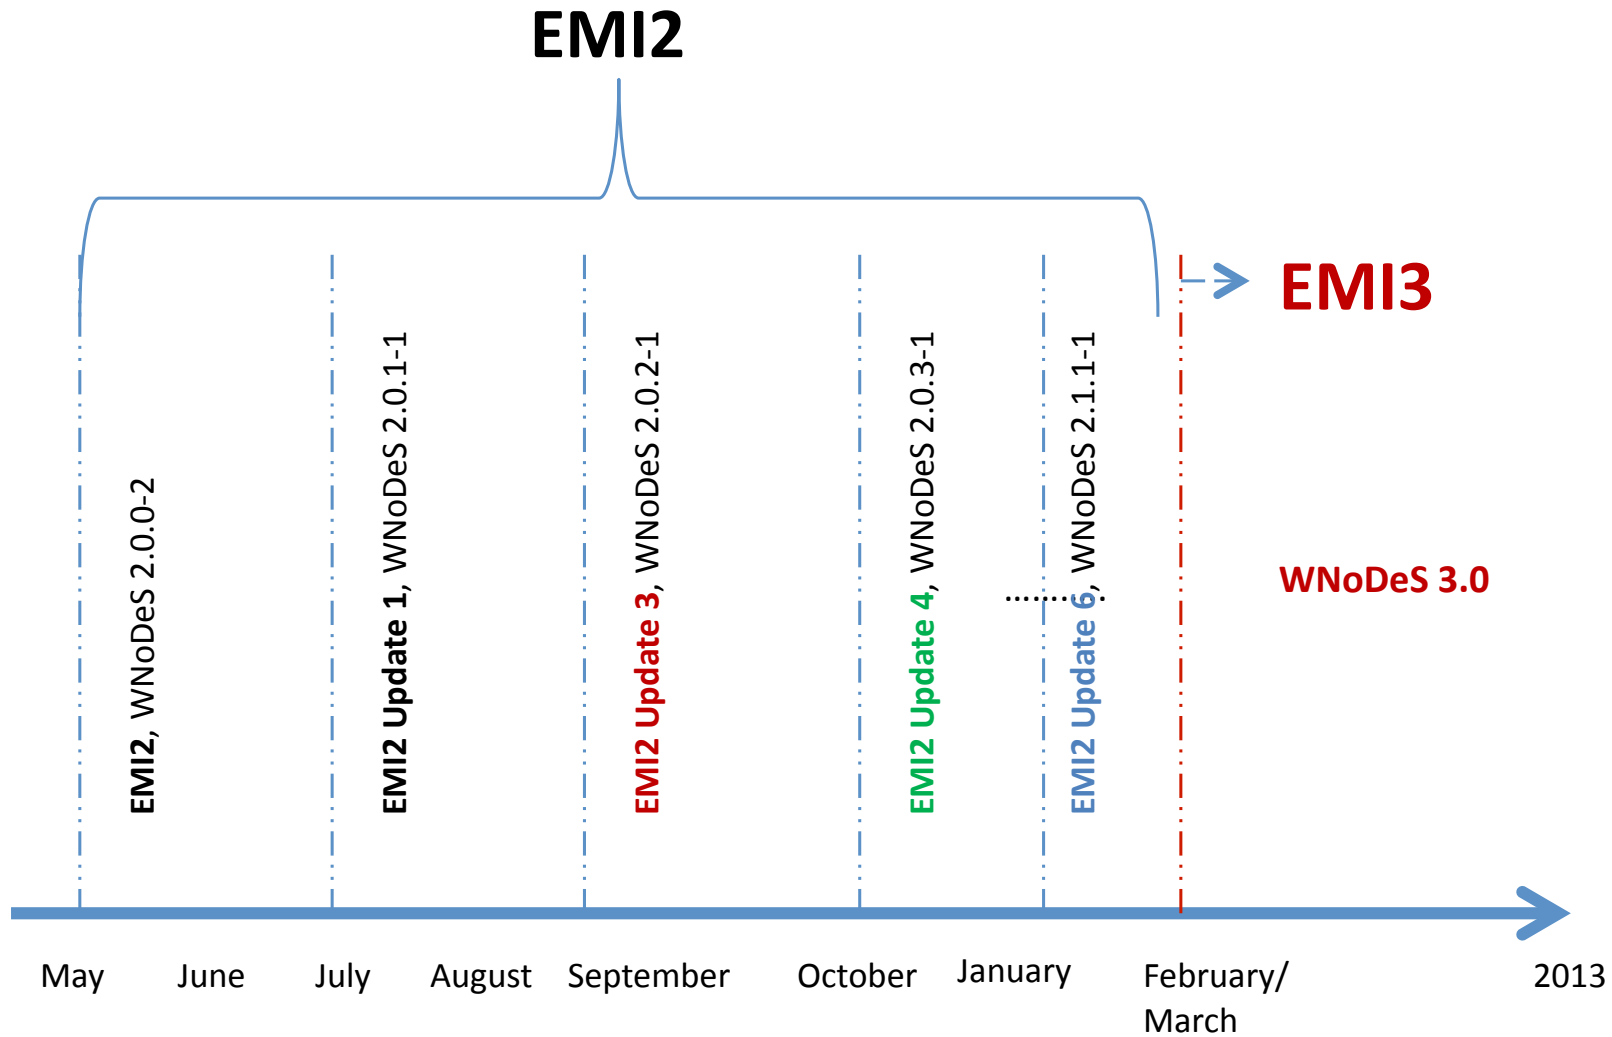 EMI2
EMI3
EMI2, WNoDeS 2.0.0-2
EMI2 Update 1, WNoDeS 2.0.1-1
EMI2 Update 3, WNoDeS 2.0.2-1
EMI2 Update 4, WNoDeS 2.0.3-1
.........
EMI2 Update 6, WNoDeS 2.1.1-1
WNoDeS 3.0
May
June
July
August
September
October
January
February/
March
2013